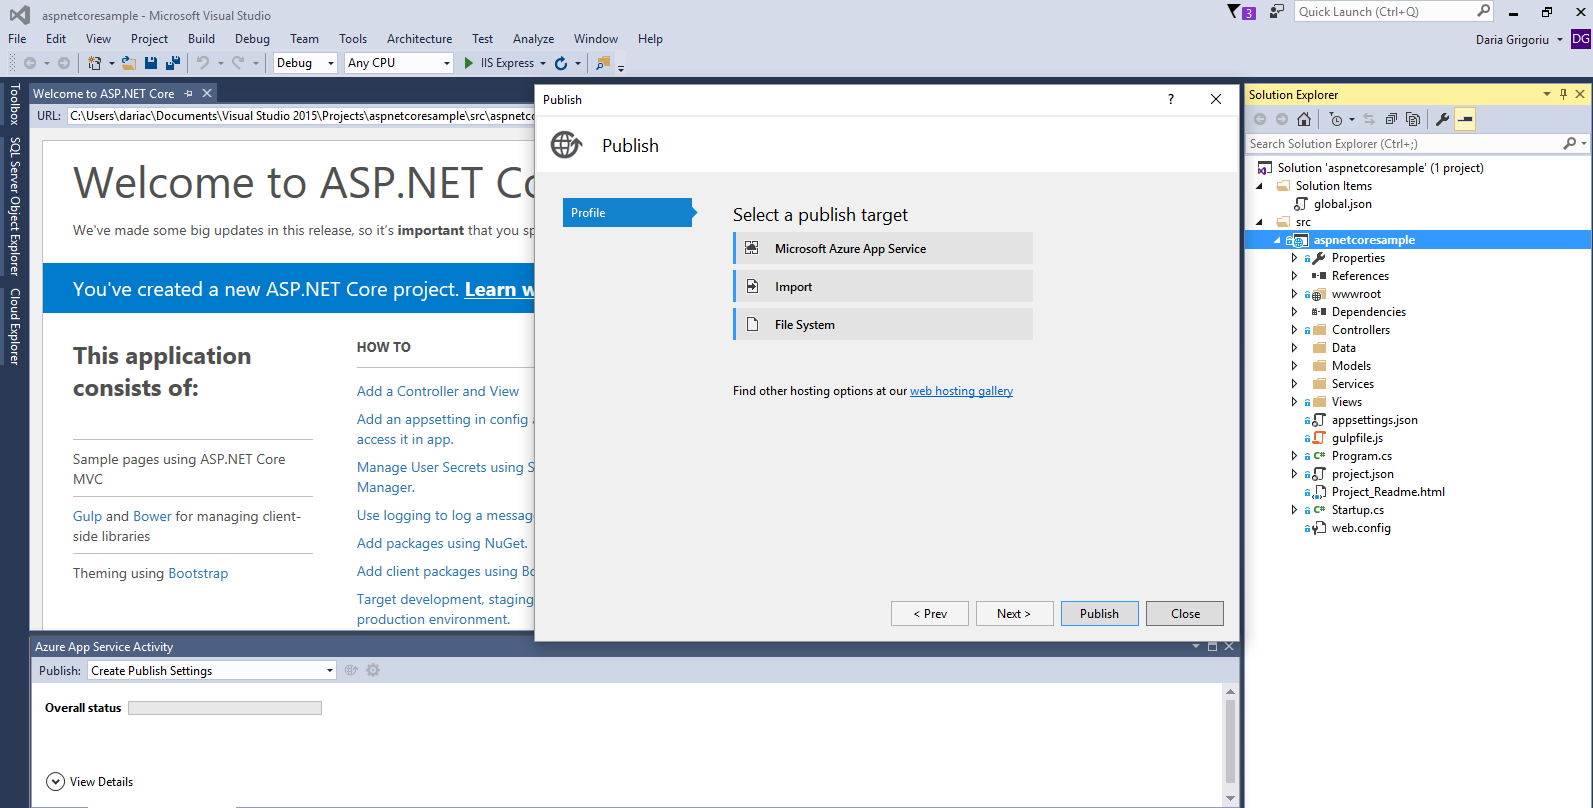 aspnetcoresample - Microsoft Visual Studio
3
Quick Launch (Ctrl+Q)
File Edit View Project Build Debug Team Tools Architecture Test Analyze Window Help
Daria Grigoriu
DG
Debug
Any CPU
IIS Express
Toolbox
SQL Server Object Explorer
Cloud Explorer
Welcome to ASP.NET Core
URL: C:\Users\dariac\Documents\Visual Studio 2015\Projects\aspnetcoresample\src\aspnetco
Welcome to ASP.NET Co
We've made some big updates in this release, so it's important that you sp
You've created a new ASP.NET Core project. Learn w
This application
consists of:
Sample pages using ASP.NET Core
MVC
Gulp and Bower for managing client-
side libraries
Theming using Bootstrap
HOW TO
Add a Controller and View
Add an appsetting in config a
access it in app.
Manage User Secrets using S
Manager.
Use logging to log a messag
Add packages using NuGet.
Add client packages using Bo
Target development, staging
production environment.
Publish
?
Publish
Profile
Select a publish target
Microsoft Azure App Service
Import
File System
Find other hosting options at our web hosting gallery
< Prev
Next >
Publish
Close
Azure App Service Activity
Publish: Create Publish Settings
Overall status
View Details
Solution Explorer
Search Solution Explorer (Ctrl+;)
Solution 'aspnetcoresample' (1 project)
Solution Items
global.json
src
aspnetcoresample
Properties
References
wwwroot
Dependencies
Controllers
Data
Models
Services
Views
appsettings.json
gulpfile.js
C# Program.cs
project.json
Project_Readme.html
C# Startup.cs
web.config